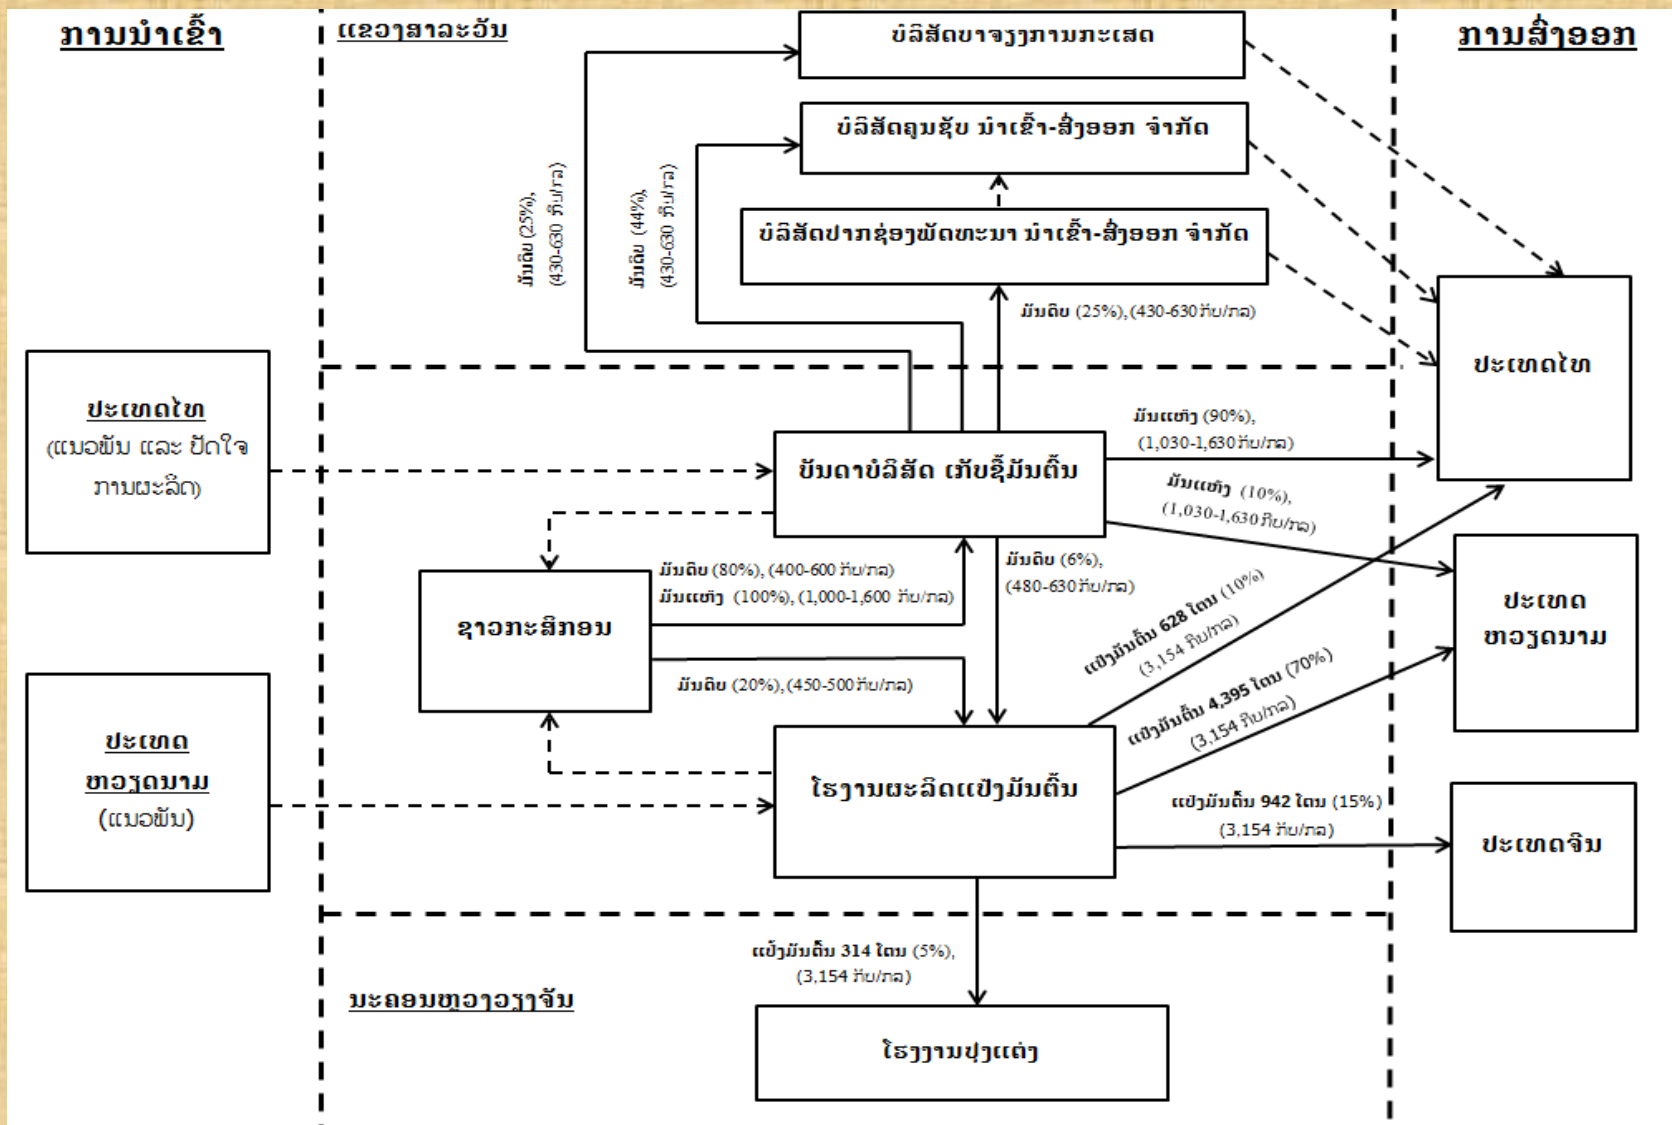 ການນຳເຂົ້າ
ແຂວງສາລະວັນ
ການສົ່ງອອກ
ບໍລິສັດບາຈຽງການກະເສດ
ບໍລິສັດຄູນຊັບ ນຳເຂົ້າ-ສົ່ງອອກ ຈຳກັດ
ບໍລິສັດປາກຊ່ອງພັດທະນາ ນຳເຂົ້າ-ສົ່ງອອກ ຈຳກັດ
ມັນດິບ (25%),
(430-630 ກີບ/ກລ)
ມັນດິບ (44%),
(430-630 ກີບ/ກລ)
ມັນດິບ (25%), (430-630 ກີບ/ກລ)
ປະເທດໄທ
(ແນວພັນ ແລະ ປັດໃຈ
ການຜະລິດ)
ບັນດາບໍລິສັດ ເກັບຊື້ມັນຕົ້ນ
ມັນແຫ້ງ (90%),
(1,030-1,630 ກີບ/ກລ)
ປະເທດໄທ
ມັນແຫ້ງ (10%),
(1,030-1,630 ກີບ/ກລ)
ຊາວກະສິກອນ
ມັນດິບ (80%), (400-600 ກີບ/ກລ)
ມັນແຫ້ງ (100%), (1,000-1,600 ກີບ/ກລ)
ມັນດິບ (6%),
(480-630 ກີບ/ກລ)
ມັນດິບ (20%), (450-500 ກີບ/ກລ)
ແປ້ງມັນຕົ້ນ 628 ໂຕນ (10%)
(3,154 ກີບ/ກລ)
ປະເທດ
ຫວຽດນາມ
ແປ້ງມັນຕົ້ນ 4,395 ໂຕນ (70%)
(3,154 ກີບ/ກລ)
ປະເທດ
ຫວຽດນາມ
(ແນວພັນ)
ໂຮງານຜະລິດແປ້ງມັນຕົ້ນ
ແປ້ງມັນຕົ້ນ 942 ໂຕນ (15%)
(3,154 ກີບ/ກລ)
ປະເທດຈີນ
ແປ້ງມັນຕົ້ນ 314 ໂຕນ (5%),
(3,154 ກີບ/ກລ)
ນະຄອນຫຼວງວຽງຈັນ
ໂຮງງານປຸງແຕ່ງ